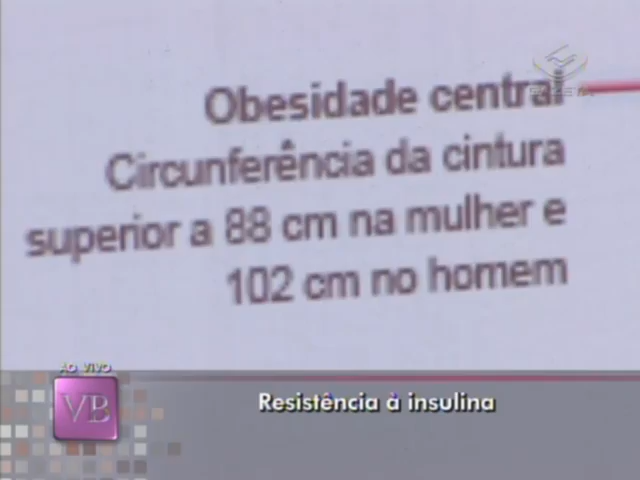 GAZETA
Obesidade central
Circunferência da cintura
superior a 88 cm na mulher e
102 cm no homem
AO VIVO
VB
Resistência à insulina